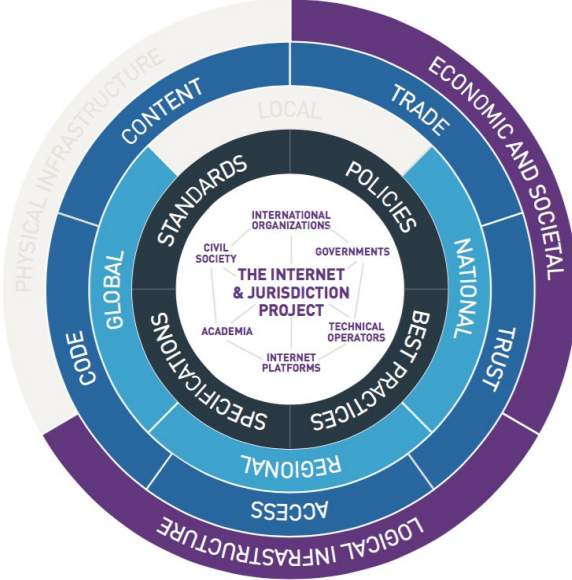 PHYSICAL INFRASTRUCTURE
ECONOMIC AND SOCIETAL
LOGICAL INFRASTRUCTURE
CONTENT
TRADE
TRUST
ACCESS
CODE
LOCAL
NATIONAL
REGIONAL
GLOBAL
STANDARDS
POLICIES
BEST PRACTICES
SPECIFICATIONS
INTERNATIONAL
ORGANIZATIONS
CIVIL
SOCIETY
GOVERNMENTS
THE INTERNET
& JURISDICTION
PROJECT
ACADEMIA
TECHNICAL
OPERATORS
INTERNET
PLATFORMS